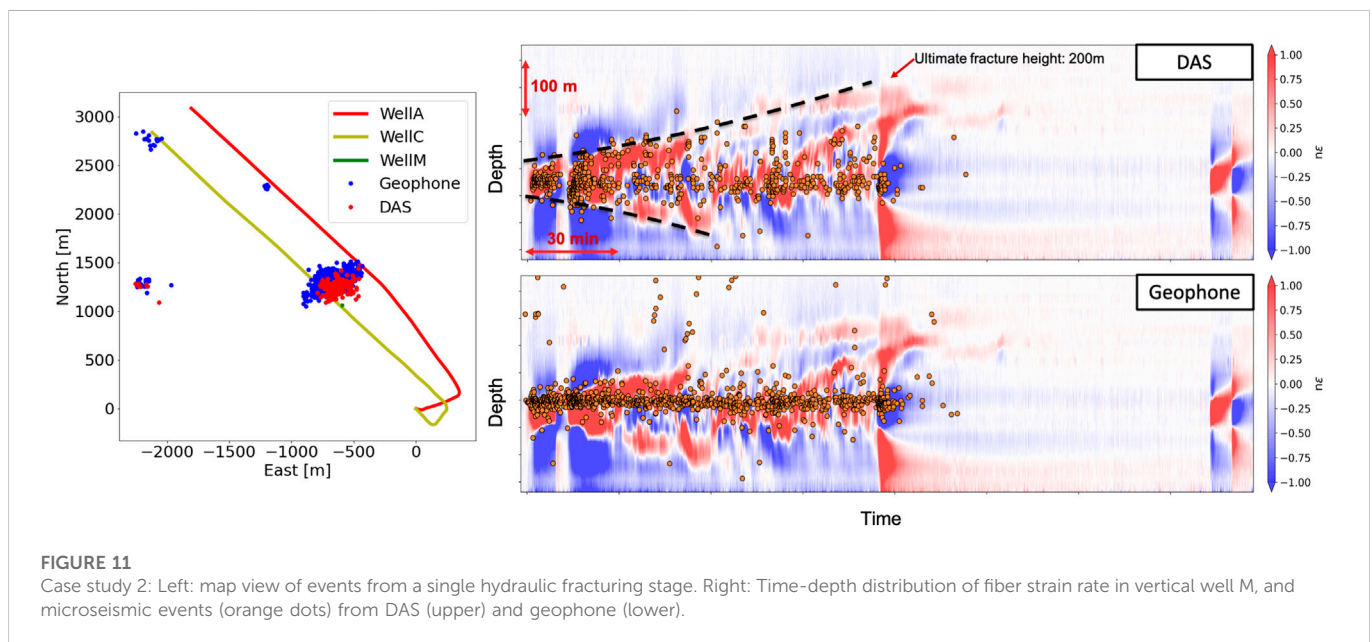 3000
2500
2000
1500
1000
500
0
North [m]
−2000 −1500 −1000 −500 0
East [m]
WellA
WellC
WellM
Geophone
DAS
100 m
Depth
30 min
Ultimate fracture height: 200m
DAS
1.00
0.75
0.50
0.25
0.00
−0.25
−0.50
−0.75
−1.00
Depth
Geophone
1.00
0.75
0.50
0.25
0.00
−0.25
−0.50
−0.75
−1.00
Time
FIGURE 11
Case study 2: Left: map view of events from a single hydraulic fracturing stage. Right: Time-depth distribution of fiber strain rate in vertical well M, and
microseismic events (orange dots) from DAS (upper) and geophone (lower).